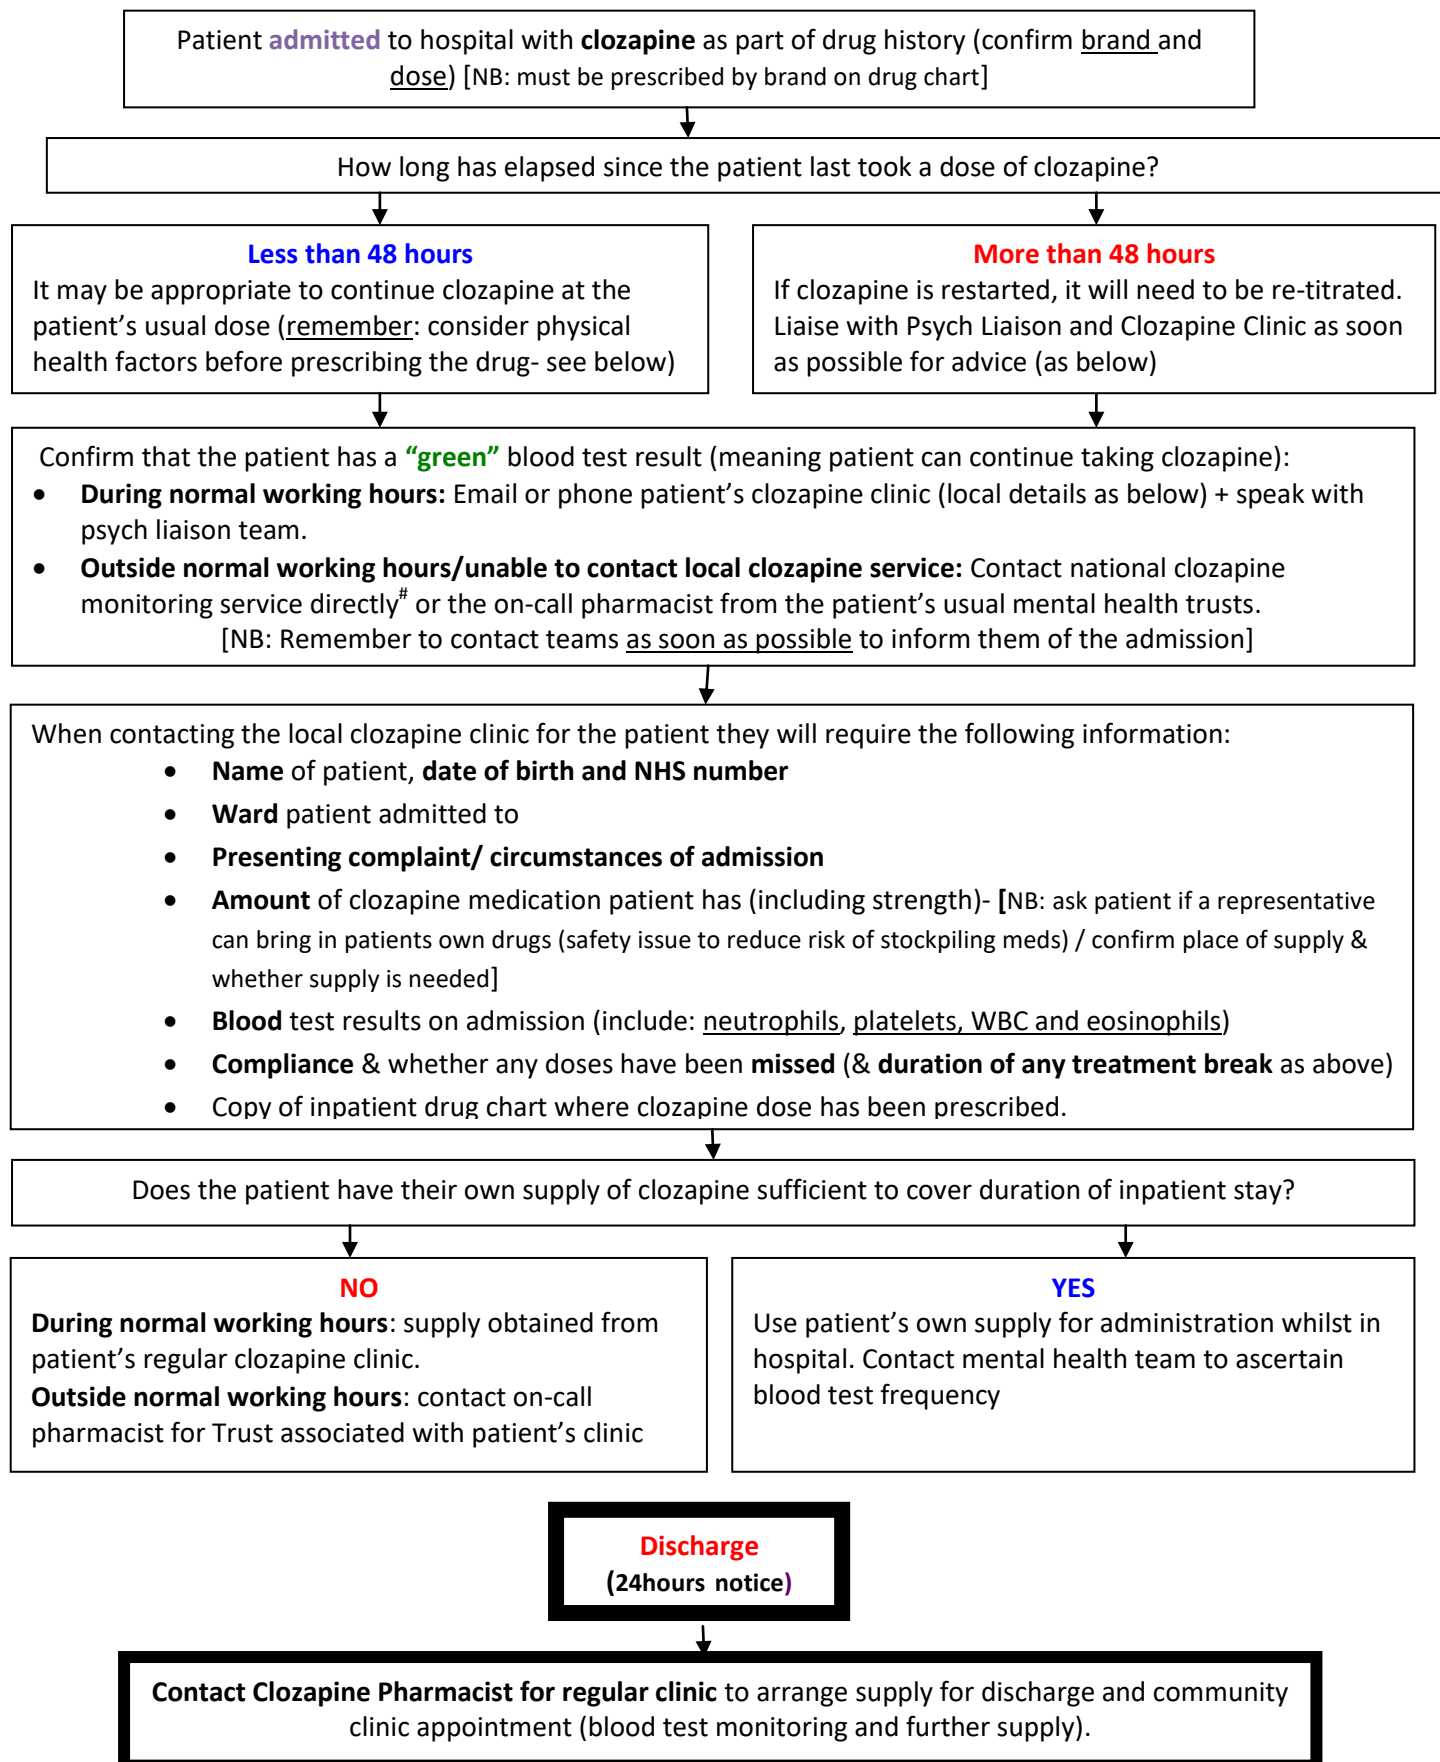 Patient admitted to hospital with clozapine as part of drug history (confirm brand and
dose) [NB: must be prescribed by brand on drug chart]
How long has elapsed since the patient last took a dose of clozapine?
Less than 48 hours
It may be appropriate to continue clozapine at the
patient’s usual dose (remember: consider physical
health factors before prescribing the drug- see below)
More than 48 hours
If clozapine is restarted, it will need to be re-titrated.
Liaise with Psych Liaison and Clozapine Clinic as soon
as possible for advice (as below)
Confirm that the patient has a “green” blood test result (meaning patient can continue taking clozapine):
• During normal working hours: Email or phone patient’s clozapine clinic (local details as below) + speak with
psych liaison team.
• Outside normal working hours/unable to contact local clozapine service: Contact national clozapine
monitoring service directly# or the on-call pharmacist from the patient’s usual mental health trusts.
[NB: Remember to contact teams as soon as possible to inform them of the admission]
When contacting the local clozapine clinic for the patient they will require the following information:
• Name of patient, date of birth and NHS number
• Ward patient admitted to
• Presenting complaint/ circumstances of admission
• Amount of clozapine medication patient has (including strength)- [NB: ask patient if a representative
can bring in patients own drugs (safety issue to reduce risk of stockpiling meds) / confirm place of supply &
whether supply is needed]
• Blood test results on admission (include: neutrophils, platelets, WBC and eosinophils)
• Compliance & whether any doses have been missed (& duration of any treatment break as above)
• Copy of inpatient drug chart where clozapine dose has been prescribed.
Does the patient have their own supply of clozapine sufficient to cover duration of inpatient stay?
NO
During normal working hours: supply obtained from
patient’s regular clozapine clinic.
Outside normal working hours: contact on-call
pharmacist for Trust associated with patient’s clinic
YES
Use patient’s own supply for administration whilst in
hospital. Contact mental health team to ascertain
blood test frequency
Discharge
(24hours notice)
Contact Clozapine Pharmacist for regular clinic to arrange supply for discharge and community
clinic appointment (blood test monitoring and further supply).